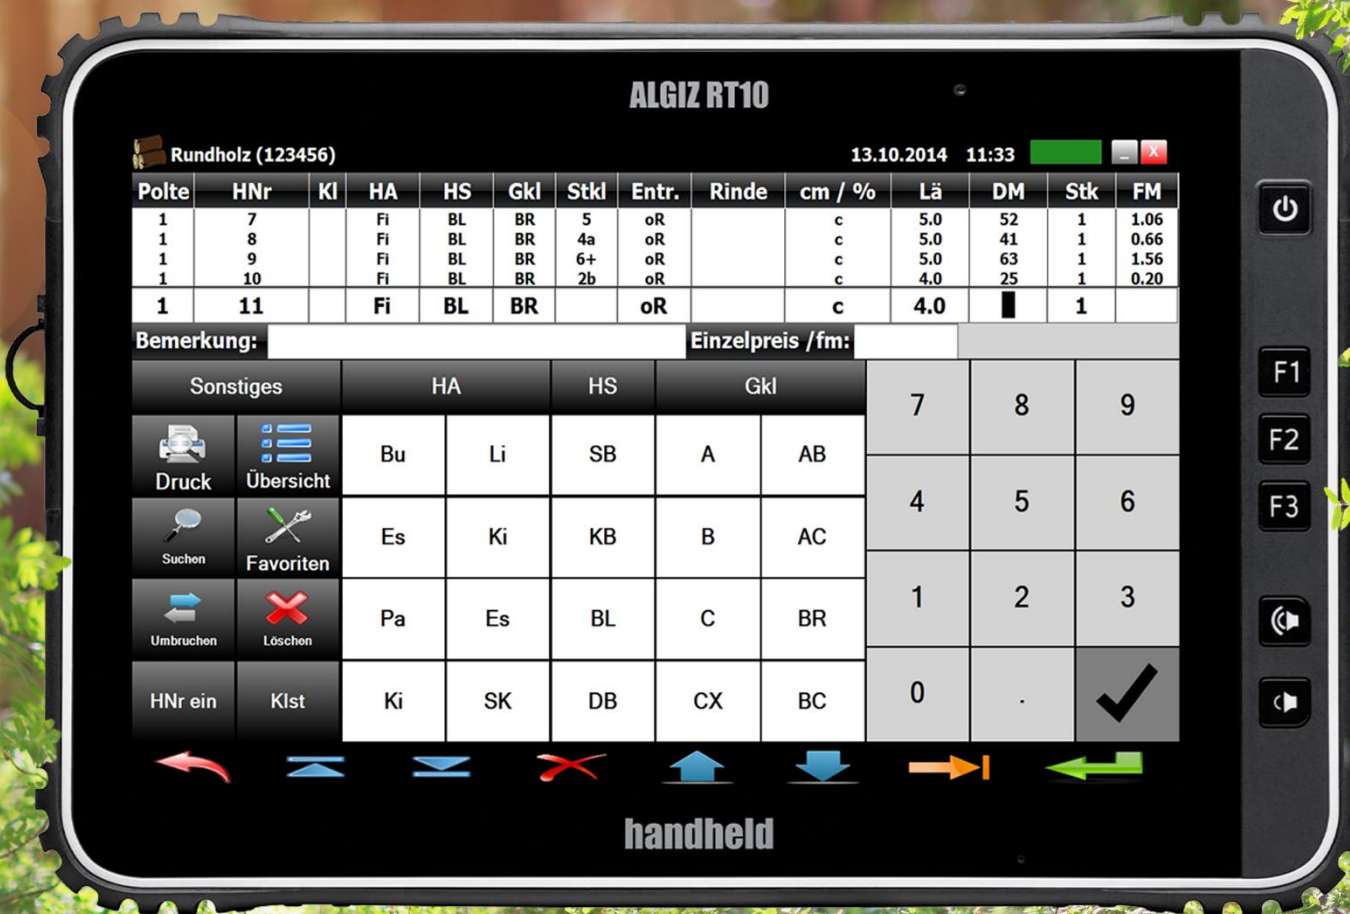 ALGIZ RT10
Rundholz (123456) 13.10.2014 11:33 _ X
Polte HNr Kl HA HS Gkl Stkl Entr. Rinde cm / % Lä DM Stk FM
1 7 Fi BL BR 5 oR c 5.0 52 1 1.06
1 8 Fi BL BR 4a oR c 5.0 41 1 0.66
1 9 Fi BL BR 6+ oR c 5.0 63 1 1.56
1 10 Fi BL BR 2b oR c 4.0 25 1 0.20
1 11 Fi BL BR oR c 4.0 1
Bemerkung: Einzelpreis /fm:
Sonstiges HA HS Gkl
7 8 9
Bu Li SB A AB
Druck Übersicht
4 5 6
Es Ki KB B AC
Suchen Favoriten
1 2 3
Pa Es BL C BR
Umbruchen Löschen
HNr ein Klst Ki SK DB CX BC 0 .
handheld
F1
F2
F3